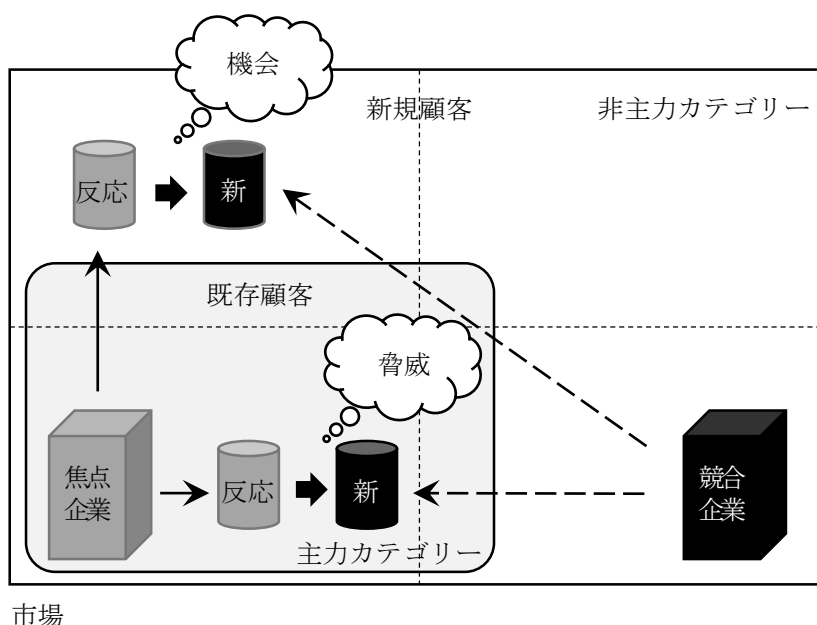 機会
新規顧客
非主力カテゴリー
反応
新
既存顧客
脅威
焦点
企業
反応
新
競合
企業
主力カテゴリー
市場